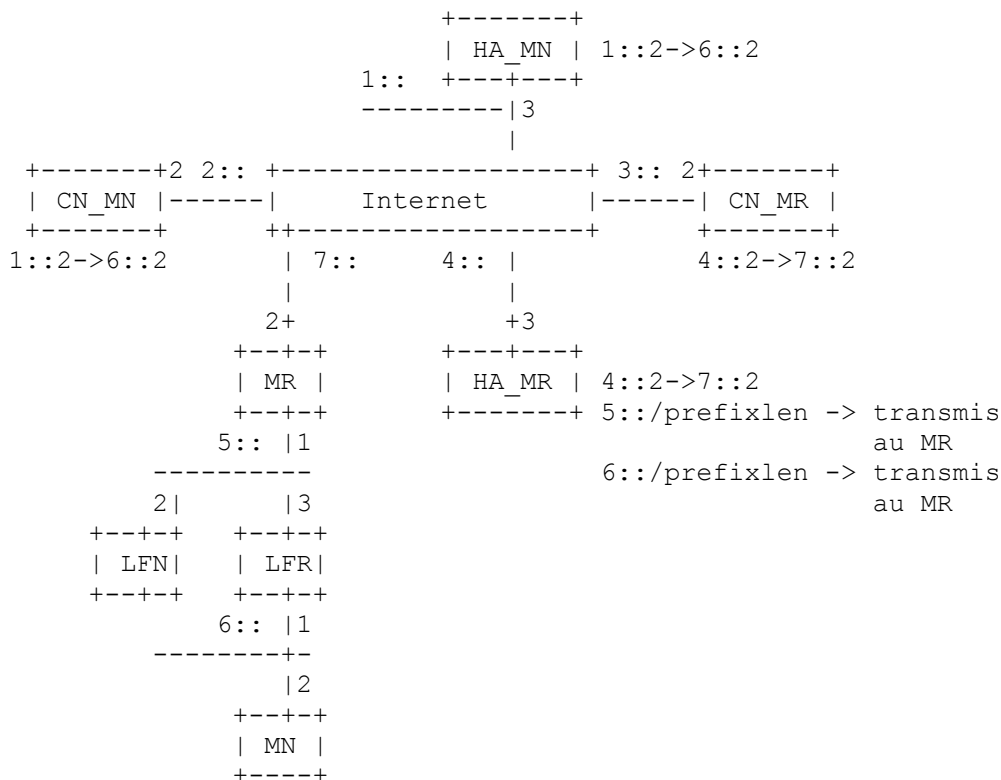 +-------+
| HA_MN | 1::2->6::2
1:: +---+---+
---------|3
|
+-------+2 2:: +------------------+ 3:: 2+-------+
| CN_MN |------| Internet |------| CN_MR |
+-------+ ++-----------------+ +-------+
1::2->6::2 | 7:: 4:: | 4::2->7::2
| |
2+ +3
+--+-+ +---+---+
| MR | | HA_MR | 4::2->7::2
+--+-+ +-------+ 5::/prefixlen -> transmis
5:: |1 au MR
---------- 6::/prefixlen -> transmis
2| |3 au MR
+--+-+ +--+-+
| LFN| | LFR|
+--+-+ +--+-+
6:: |1
--------+-
|2
+--+-+
| MN |
+----+